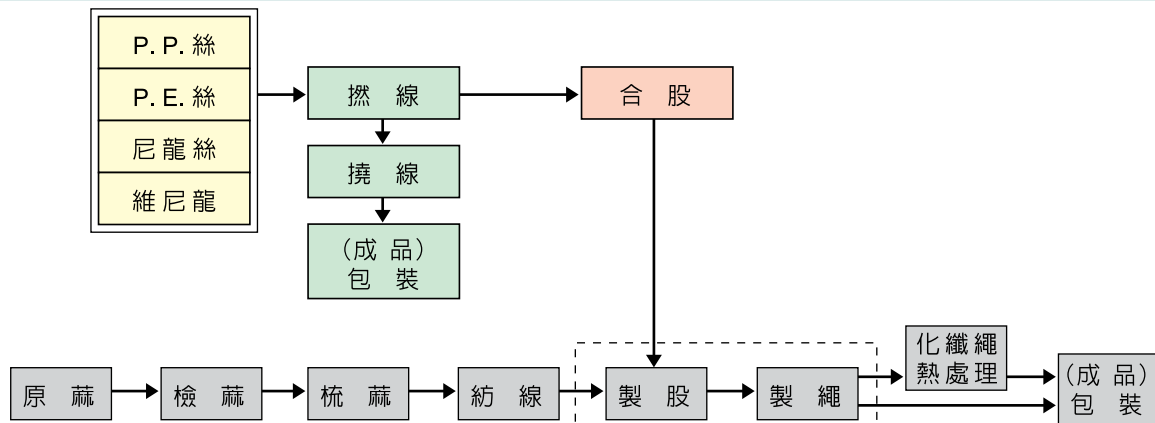 P.P.絲
P.E.絲
尼龍絲
維尼龍
撚線
合股
撓線
（成品）
包裝
原蔴
檢蔴
梳蔴
紡線
製股
製繩
化纖繩
熱處理
（成品）
包裝